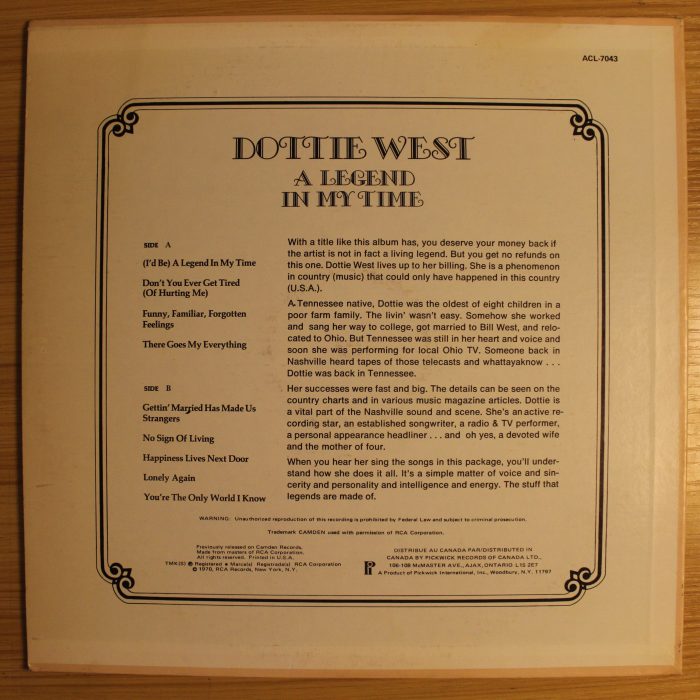 ACL-7043
DOTTIE WEST
A LEGEND
IN MY TIME
SIDE A
(I'd Be) A Legend In My Time
Don't You Ever Get Tired
(Of Hurting Me)
Funny, Familiar, Forgotten
Feelings
There Goes My Everything
SIDE B
Gettin' Married Has Made Us
Strangers
No Sign Of Living
Happiness Lives Next Door
Lonely Again
You're The Only World I Know
With a title like this album has, you deserve your money back if
the artist is not in fact a living legend. But you get no refunds on
this one. Dottie West lives up to her billing. She is a phenomenon
in country (music) that could only have happened in this country
(U.S.A.).
A Tennessee native, Dottie was the oldest of eight children in a
poor farm family. The livin' wasn't easy. Somehow she worked
and sang her way to college, got married to Bill West, and relo-
cated to Ohio. But Tennessee was still in her heart and voice and
soon she was performing for local Ohio TV. Someone back in
Nashville heard tapes of those telecasts and whattayaknow . . .
Dottie was back in Tennessee.
Her successes were fast and big. The details can be seen on the
country charts and in various music magazine articles. Dottie is
a vital part of the Nashville sound and scene. She's an active re-
cording star, an established songwriter, a radio & TV performer,
a personal appearance headliner . . . and oh yes, a devoted wife
and the mother of four.
When you hear her sing the songs in this package, you'll under-
stand how she does it all. It's a simple matter of voice and sin-
cerity and personality and intelligence and energy. The stuff that
legends are made of.
WARNING: Unauthorized reproduction of this recording is prohibited by Federal Law and subject to criminal prosecution.
Trademark CAMDEN used with permission of RCA Corporation.
Previously released on Camden Records.
Made from masters of RCA Corporation.
All rights reserved. Printed in U.S.A.
TMK(S) ® Registered • Marca(s) Registrada(s) RCA Corporation
© 1970, RCA Records, New York, N.Y.
DISTRIBUE AU CANADA PAR/DISTRIBUTED IN
CANADA BY PICKWICK RECORDS OF CANADA LTD.,
106-108 McMASTER AVE., AJAX, ONTARIO L1S 2E7
A Product of Pickwick International, Inc., Woodbury, N.Y. 11797